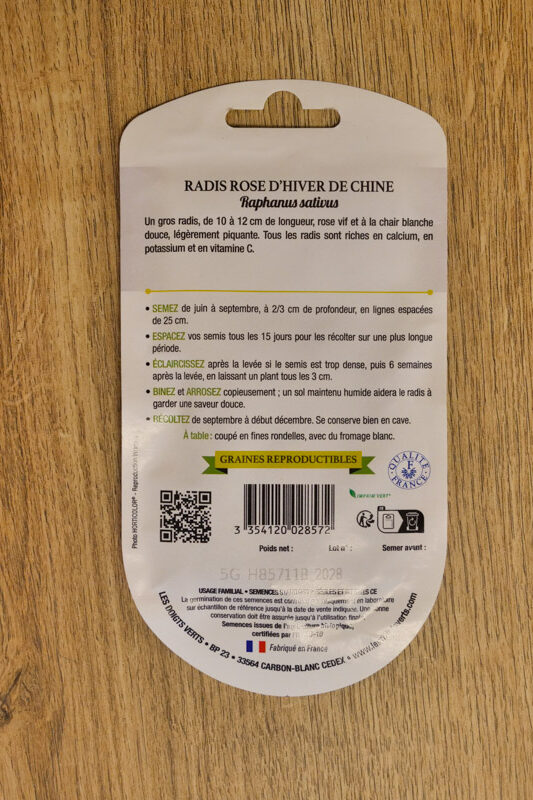 RADIS ROSE D'HIVER DE CHINE
Raphanus sativus
Un gros radis, de 10 à 12 cm de longueur, rose vif et à la chair blanche
douce, légèrement piquante. Tous les radis sont riches en calcium, en
potassium et en vitamine C.
• SEMEZ de juin à septembre, à 2/3 cm de profondeur, en lignes espacées
de 25 cm.
• ESPACEZ vos semis tous les 15 jours pour les récolter sur une plus longue
période.
• ÉCLAIRCISSEZ après la levée si le semis est trop dense, puis 6 semaines
après la levée, en laissant un plant tous les 3 cm.
• BINEZ et ARROSEZ copieusement ; un sol maintenu humide aidera le radis à
garder une saveur douce.
• RÉCOLTEZ de septembre à début décembre. Se conserve bien en cave.
À table : coupé en fines rondelles, avec du fromage blanc.
GRAINES REPRODUCTIBLES
QUALITÉ
F
FRANCE
IMPRIM'VERT®
Photo HORTICOLOR® - Reproduction
3 354120 028572
Poids net : Lot n° : Semer avant :
5G H85711B 2028
USAGE FAMILIAL • SEMENCES ET CE
La germination de ces semences est en laboratoire
sur échantillon de référence jusqu'à la date de vente indiquée. Une bonne
conservation doit être assurée jusqu'à l'utilisation finale.
Semences issues de
certifiées par
Fabriqué en France
LES DOIGTS VERTS • BP 23 • 33564 CARBON-BLANC CEDEX •